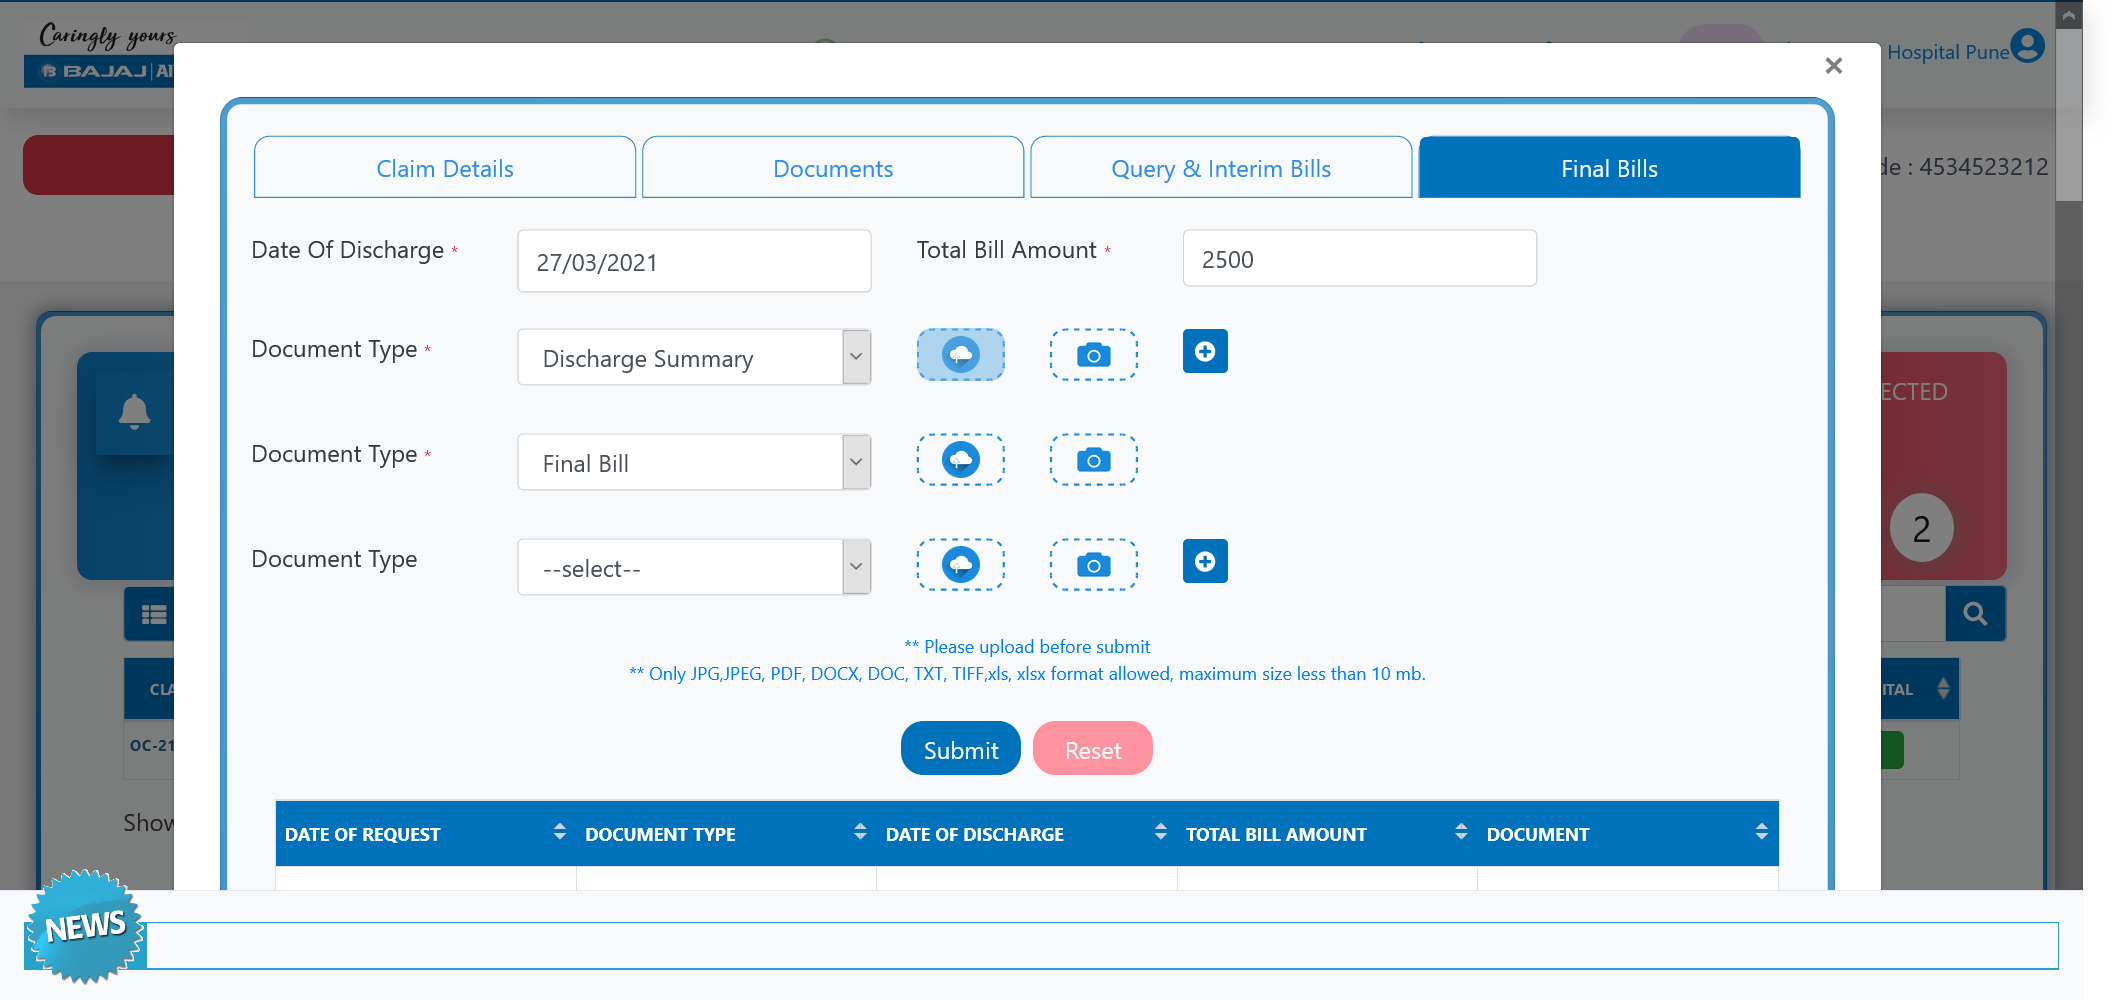 Caringly yours
BAJAJ | Al
Hospital Pune
×
Claim Details
Documents
Query & Interim Bills
Final Bills
de : 4534523212
Date Of Discharge *
27/03/2021
Total Bill Amount *
2500
Document Type *
Discharge Summary
ECTED
Document Type *
Final Bill
2
Document Type
--select--
** Please upload before submit
** Only JPG,JPEG, PDF, DOCX, DOC, TXT, TIFF,xls, xlsx format allowed, maximum size less than 10 mb.
CLA
ITAL
OC-21
Submit
Reset
Show
DATE OF REQUEST
DOCUMENT TYPE
DATE OF DISCHARGE
TOTAL BILL AMOUNT
DOCUMENT
NEWS